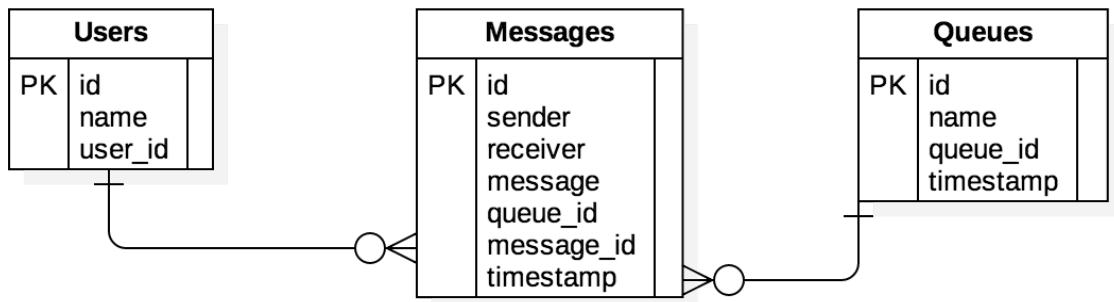 Users
PK id
name
user_id
Messages
PK id
sender
receiver
message
queue_id
message_id
timestamp
Queues
PK id
name
queue_id
timestamp